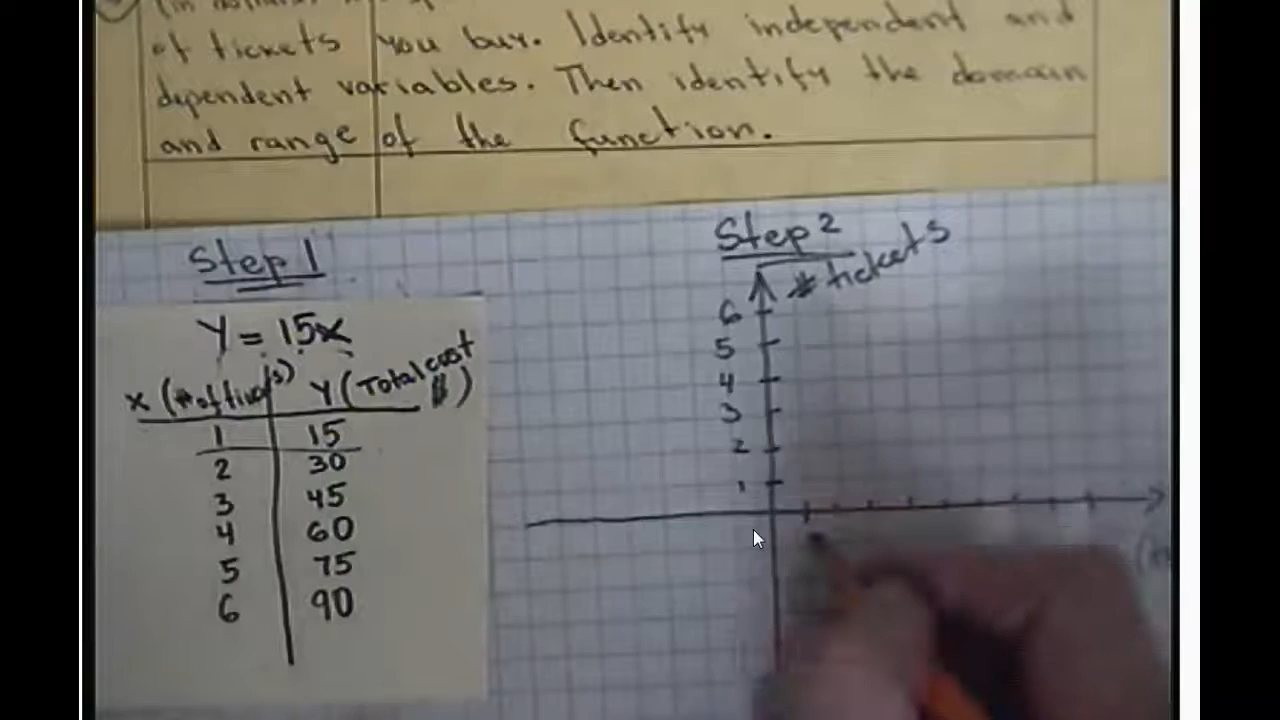 of tickets you buy. Identify independent and
dependent variables. Then identify the domain
and range of the function.
Step 1
Y = 15x
Y (Total cost $)
1 15
2 30
3 45
4 60
5 75
6 90
Step 2
# tickets
6
5
4
3
2
1